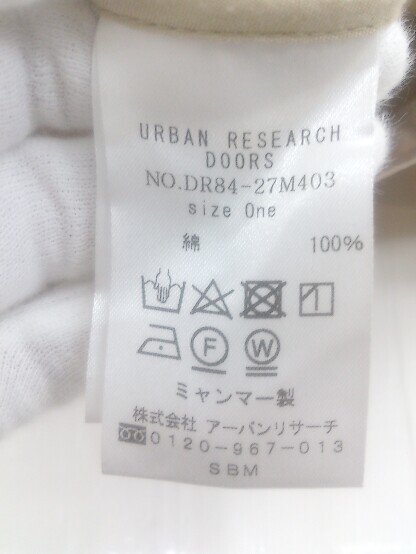 URBAN RESEARCH
DOORS
NO.DR84-27M403
size One
綿 100%
F W
ミャンマー製
株式会社 アーバンリサーチ
0120-967-013
SBM